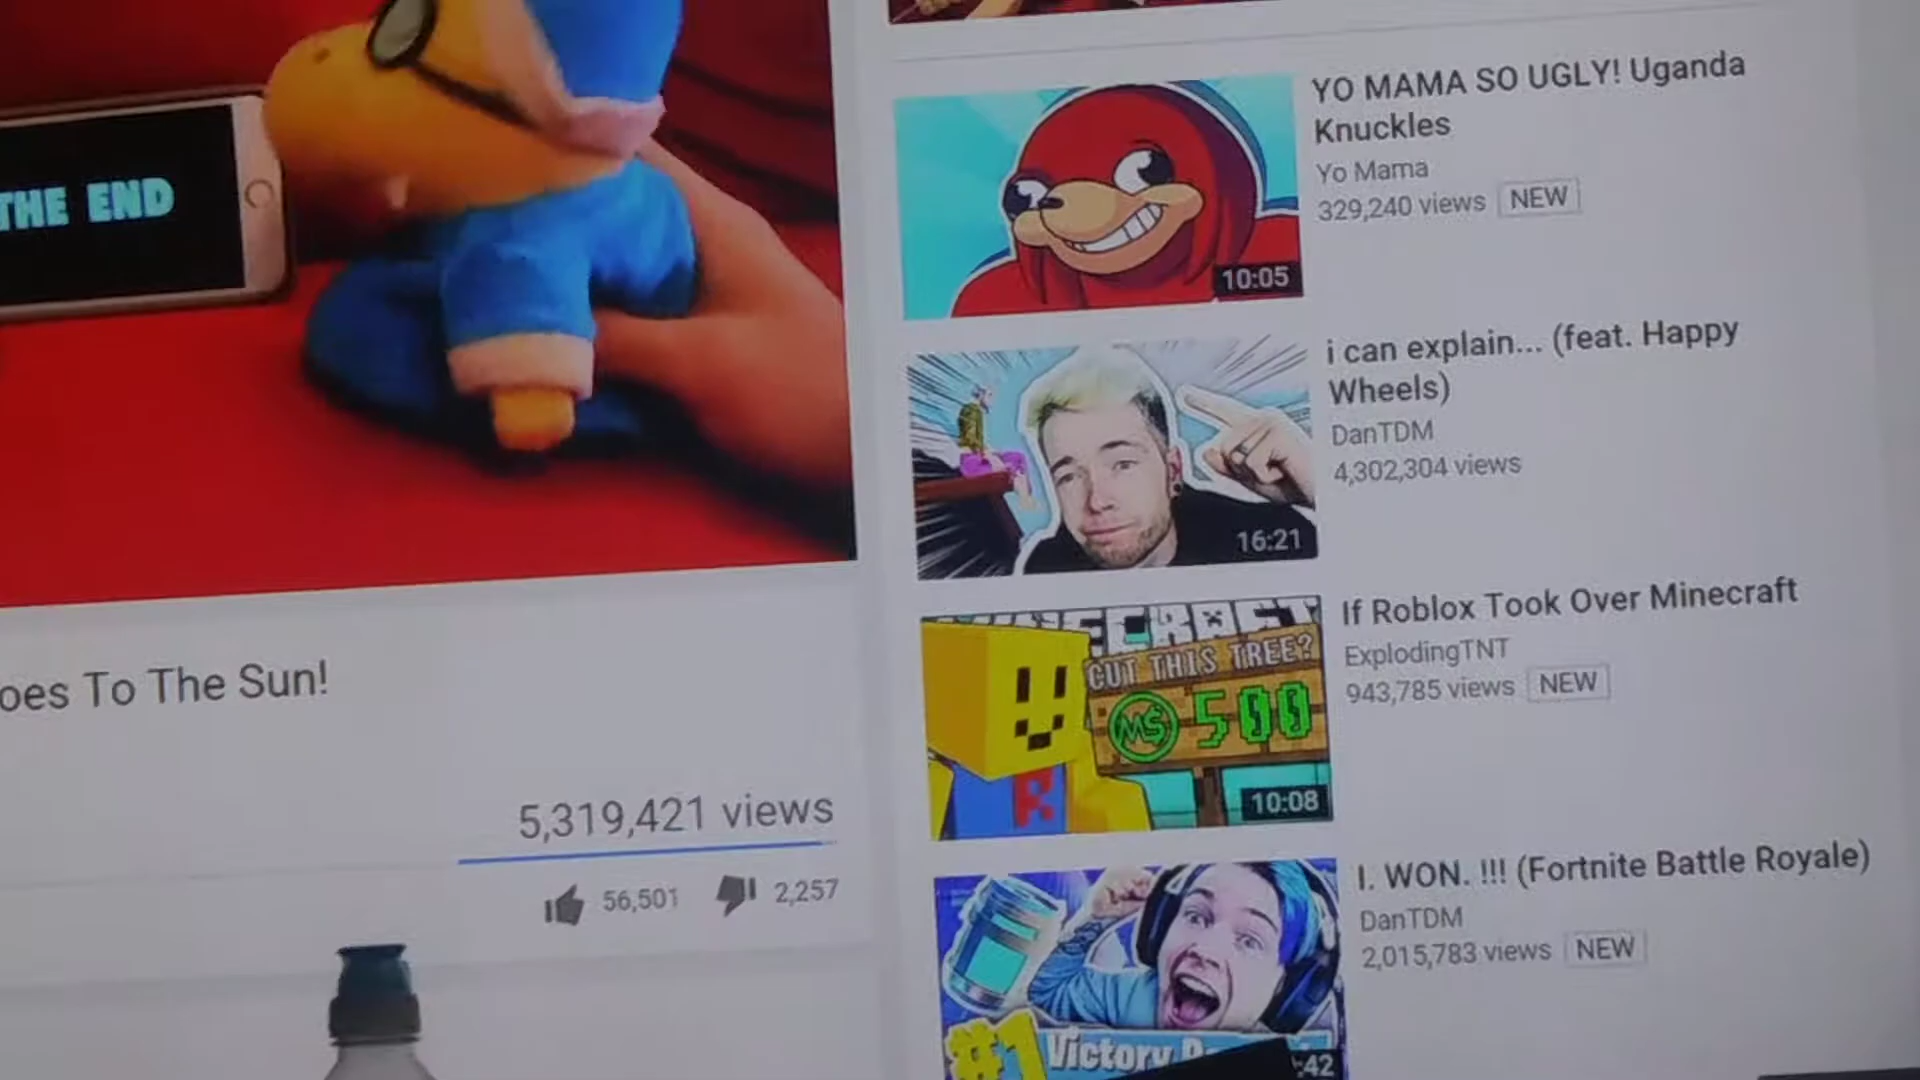 THE END
oes To The Sun!
5,319,421 views
56,501 2,257
YO MAMA SO UGLY! Uganda
Knuckles
Yo Mama
329,240 views NEW
10:05
i can explain... (feat. Happy
Wheels)
DanTDM
4,302,304 views
16:21
If Roblox Took Over Minecraft
ExplodingTNT
943,785 views NEW
MINECRAFT
CUT THIS TREE?
M$ 500
R
10:08
I. WON. !!! (Fortnite Battle Royale)
DanTDM
2,015,783 views NEW
#1 Victory
:42